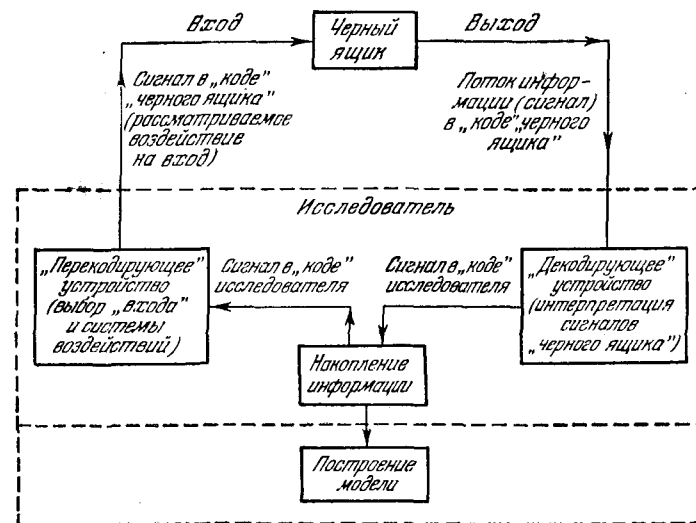 Вход
Черный
ящик
Выход
Сигнал в „коде"
„черного ящика"
(рассматриваемое
воздействие
на вход)
Поток инфор-
мации (сигнал)
в „коде" „черного
ящика"
Исследователь
„Перекодирующее"
устройство
(выбор „входа"
и системы
воздействий)
Сигнал в „коде"
исследователя
Сигнал в „коде"
исследователя
„Декодирующее"
устройство
(интерпретация
сигналов
„черного ящика")
Накопление
информации
Построение
модели